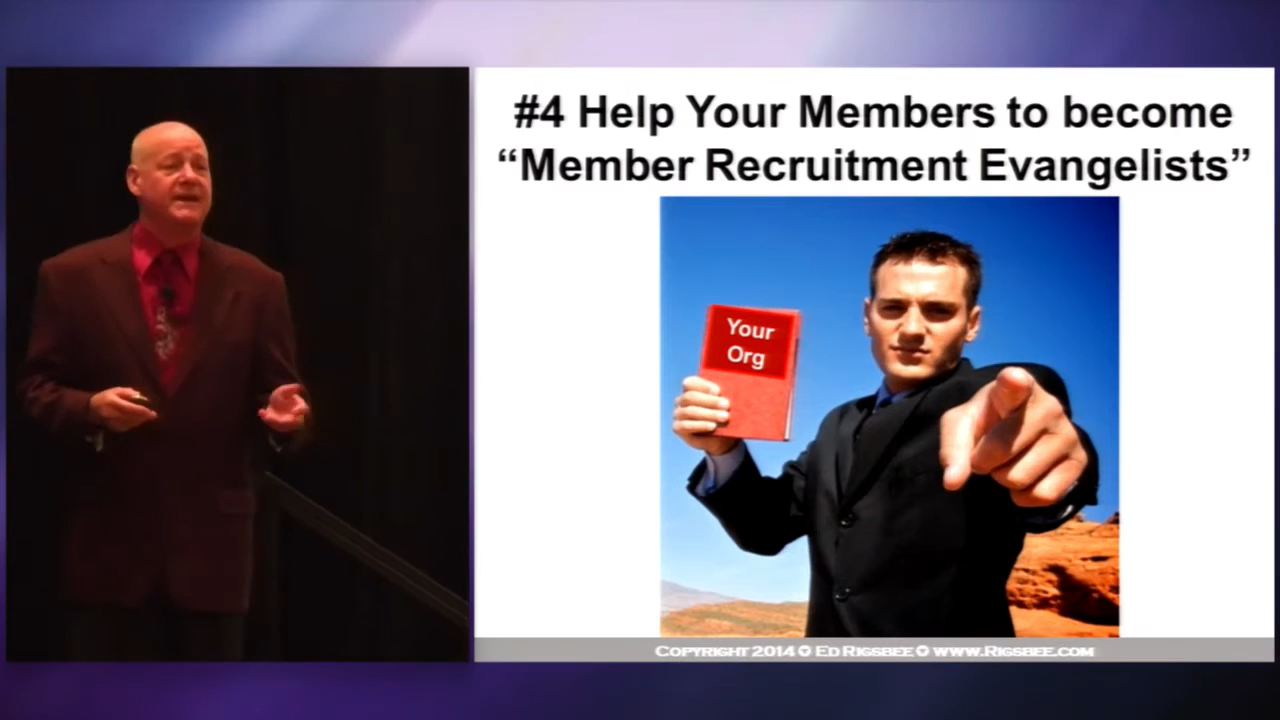 #4 Help Your Members to become
“Member Recruitment Evangelists”
Your
Org
Copyright 2014 ✪ Ed Rigsbee ✪ www.Rigsbee.com